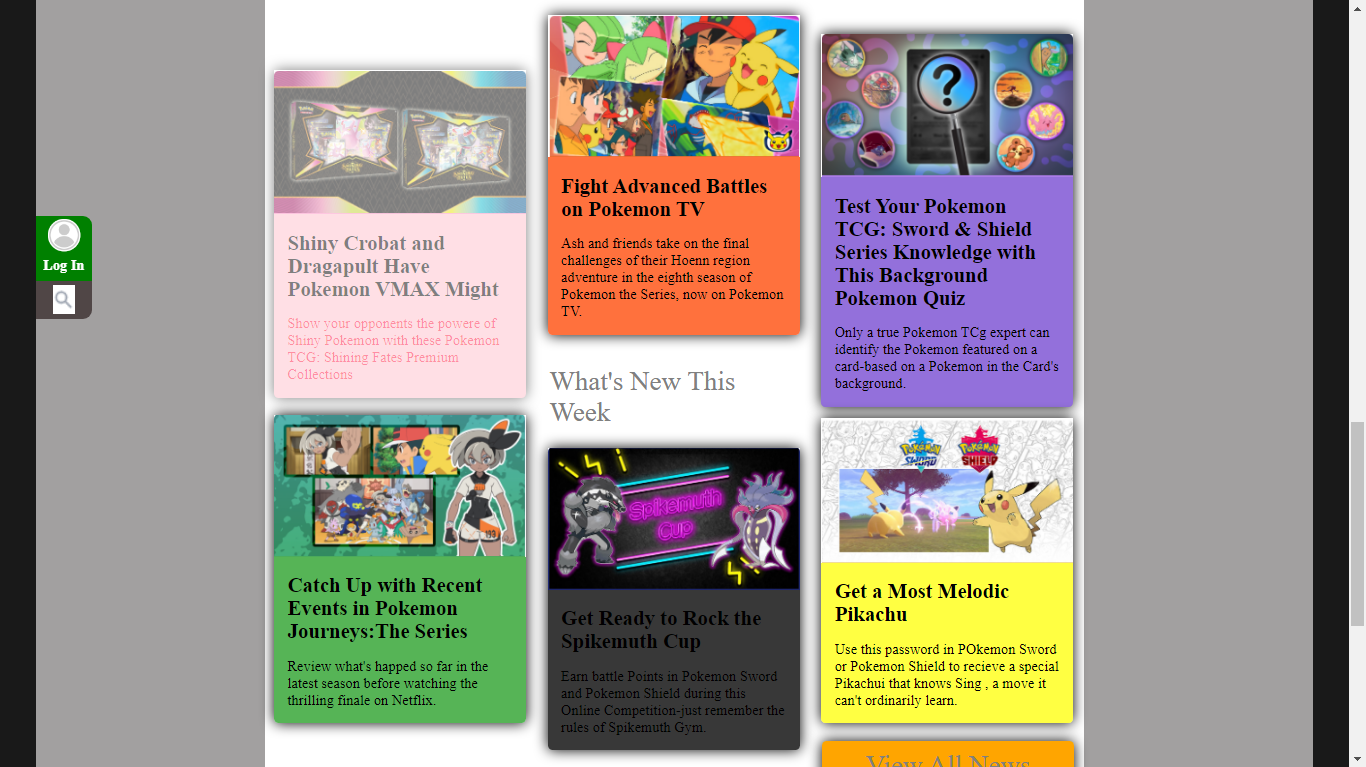 Log In
Shiny Crobat and
Dragapult Have
Pokemon VMAX Might
Show your opponents the powere of
Shiny Pokemon with these Pokemon
TCG: Shining Fates Premium
Collections
Catch Up with Recent
Events in Pokemon
Journeys:The Series
Review what's happed so far in the
latest season before watching the
thrilling finale on Netflix.
Fight Advanced Battles
on Pokemon TV
Ash and friends take on the final
challenges of their Hoenn region
adventure in the eighth season of
Pokemon the Series, now on Pokemon
TV.
What's New This
Week
Spikemuth
Cup
Get Ready to Rock the
Spikemuth Cup
Earn battle Points in Pokemon Sword
and Pokemon Shield during this
Online Competition-just remember the
rules of Spikemuth Gym.
?
Test Your Pokemon
TCG: Sword & Shield
Series Knowledge with
This Background
Pokemon Quiz
Only a true Pokemon TCg expert can
identify the Pokemon featured on a
card-based on a Pokemon in the Card's
background.
POKéMON POKéMON
SWORD SHIELD
Get a Most Melodic
Pikachu
Use this password in POkemon Sword
or Pokemon Shield to recieve a special
Pikachui that knows Sing , a move it
can't ordinarily learn.
View All News